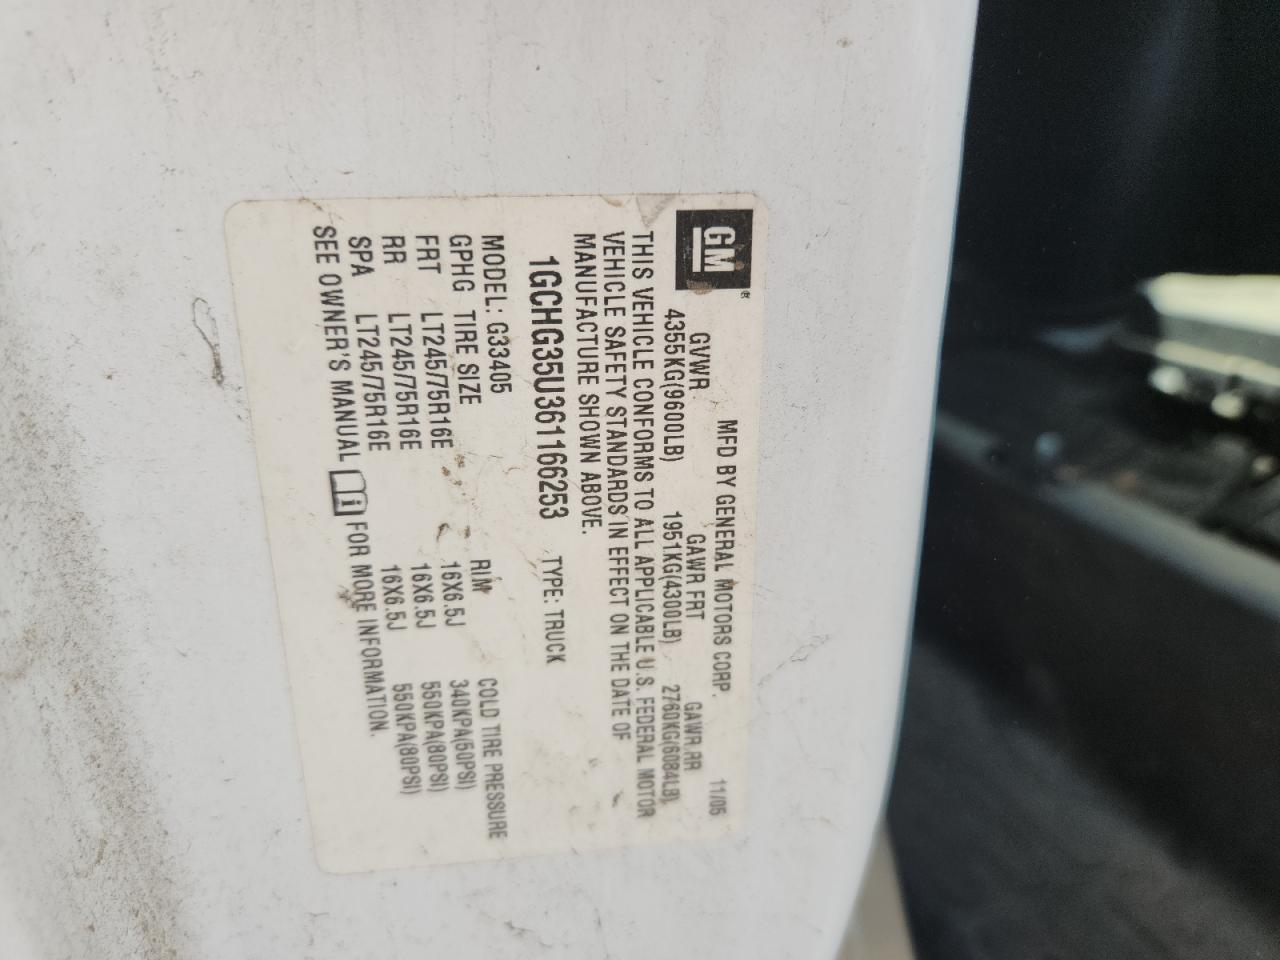 GM®
MFD BY GENERAL MOTORS CORP. 11/05
GVWR GAWR FRT GAWR RR
4355KG(9600LB) 1951KG(4300LB) 2760KG(6084LB)
THIS VEHICLE CONFORMS TO ALL APPLICABLE U.S. FEDERAL MOTOR
VEHICLE SAFETY STANDARDS IN EFFECT ON THE DATE OF
MANUFACTURE SHOWN ABOVE.
1GCHG35U361166253 TYPE: TRUCK
MODEL: G33405
GPHG TIRE SIZE RIM COLD TIRE PRESSURE
FRT LT245/75R16E 16X6.5J 340KPA(50PSI)
RR LT245/75R16E 16X6.5J 550KPA(80PSI)
SPA LT245/75R16E 16X6.5J 550KPA(80PSI)
SEE OWNER'S MANUAL i FOR MORE INFORMATION.